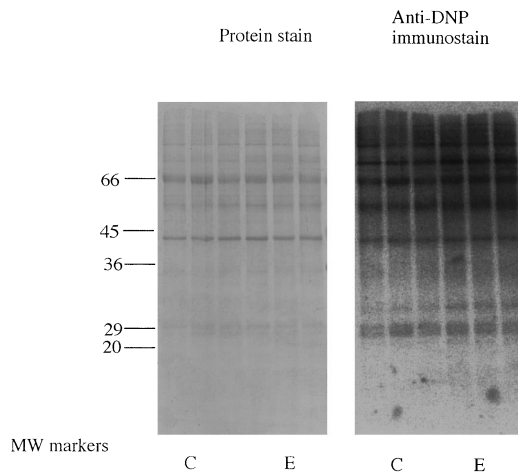 Protein stain
Anti-DNP
immunostain
66
45
36
29
20
MW markers
C
E
C
E